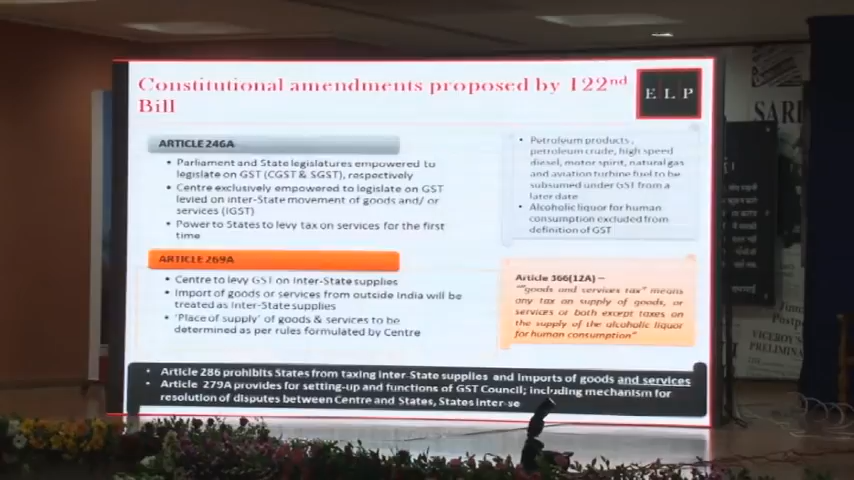 Constitutional amendments proposed by 122nd
Bill
E L P
ARTICLE 246A
• Parliament and State legislatures empowered to
legislate on GST (CGST & SGST), respectively
• Centre exclusively empowered to legislate on GST
levied on inter-State movement of goods and/ or
services (IGST)
• Power to States to levy tax on services for the first
time
• Petroleum products,
petroleum crude, high speed
diesel, motor spirit, natural gas
and aviation turbine fuel to be
subsumed under GST from a
later date
• Alcoholic liquor for human
consumption excluded from
definition of GST
ARTICLE 269A
• Centre to levy GST on Inter-State supplies
• Import of goods or services from outside India will be
treated as Inter-State supplies
• 'Place of supply' of goods & services to be
determined as per rules formulated by Centre
Article 366(12A) –
"“goods and services tax” means
any tax on supply of goods, or
services or both except taxes on
the supply of the alcoholic liquor
for human consumption”
• Article 286 prohibits States from taxing Inter-State supplies and Imports of goods and services
• Article 279A provides for setting-up and functions of GST Council; including mechanism for
resolution of disputes between Centre and States, States inter-se
SARD
VICEROY'S